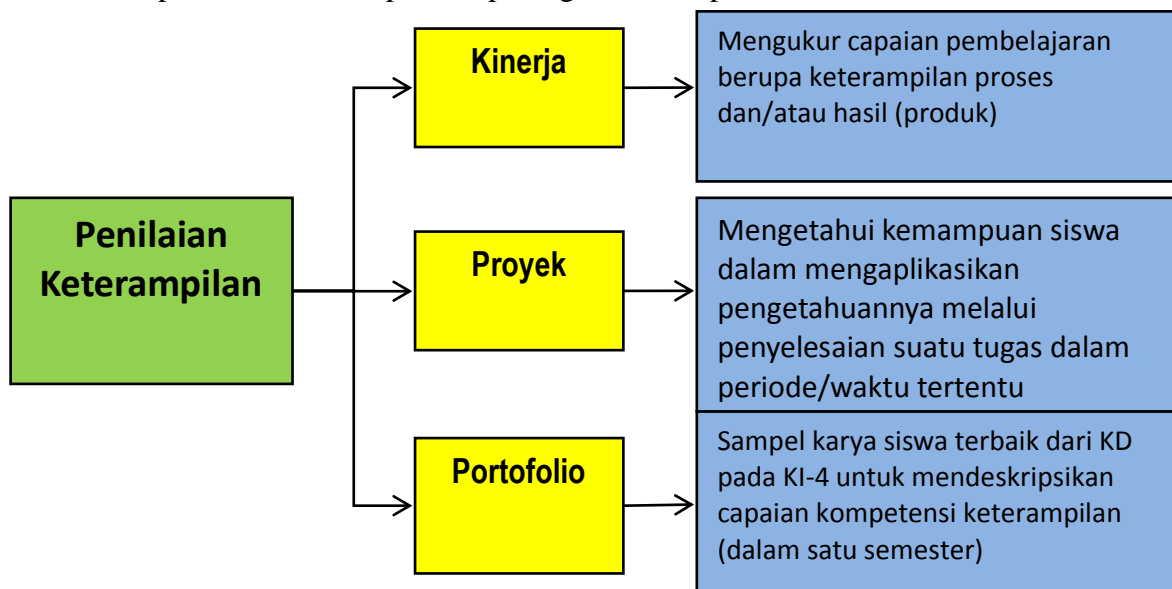 Kinerja
Mengukur capaian pembelajaran
berupa keterampilan proses
dan/atau hasil (produk)
Penilaian
Keterampilan
Proyek
Mengetahui kemampuan siswa
dalam mengaplikasikan
pengetahuannya melalui
penyelesaian suatu tugas dalam
periode/waktu tertentu
Portofolio
Sampel karya siswa terbaik dari KD
pada KI-4 untuk mendeskripsikan
capaian kompetensi keterampilan
(dalam satu semester)